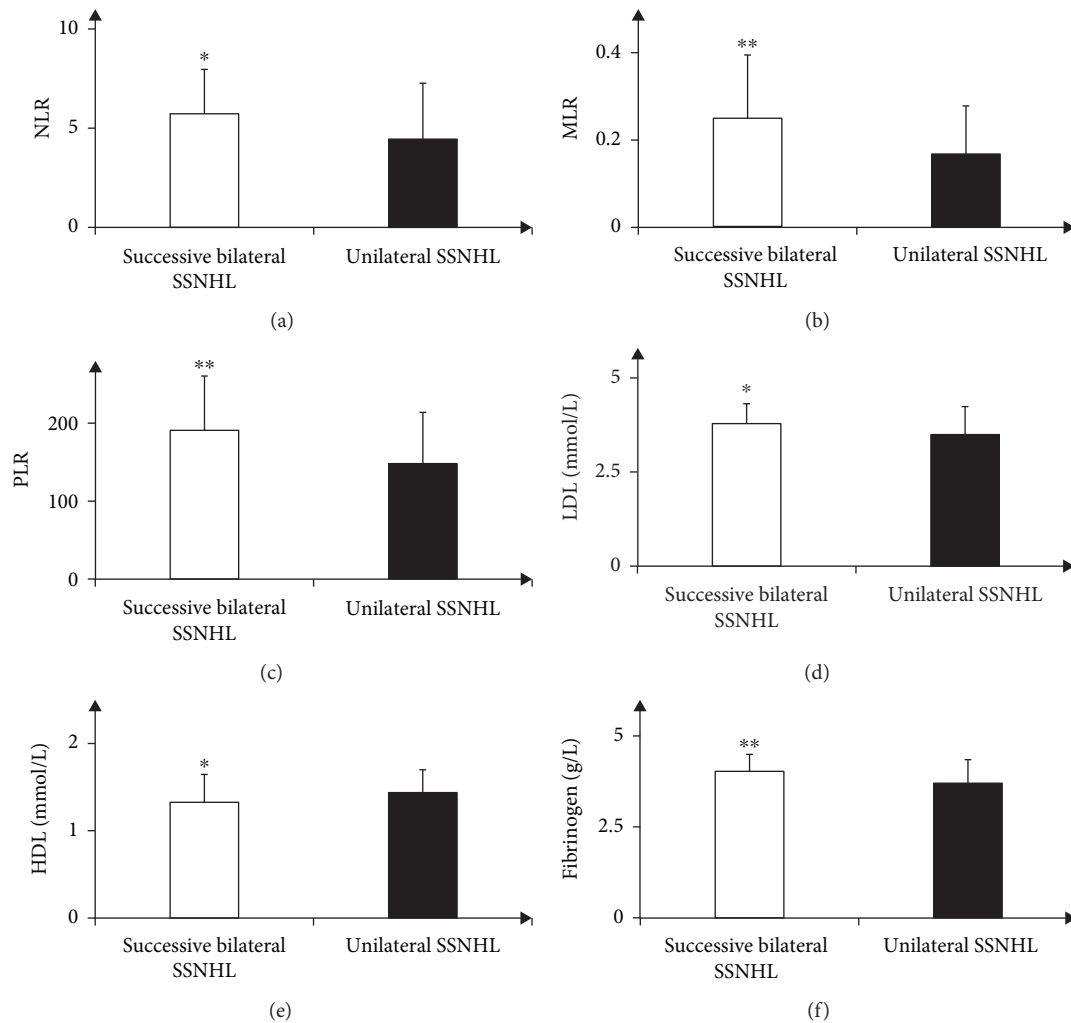 10
5
0
NLR
*
Successive bilateral
SSNHL
Unilateral SSNHL
(a)
0.4
0.2
0
MLR
**
Successive bilateral
SSNHL
Unilateral SSNHL
(b)
200
100
0
PLR
**
Successive bilateral
SSNHL
Unilateral SSNHL
(c)
5
2.5
0
LDL (mmol/L)
*
Successive bilateral
SSNHL
Unilateral SSNHL
(d)
2
1
0
HDL (mmol/L)
*
Successive bilateral
SSNHL
Unilateral SSNHL
(e)
5
2.5
0
Fibrinogen (g/L)
**
Successive bilateral
SSNHL
Unilateral SSNHL
(f)